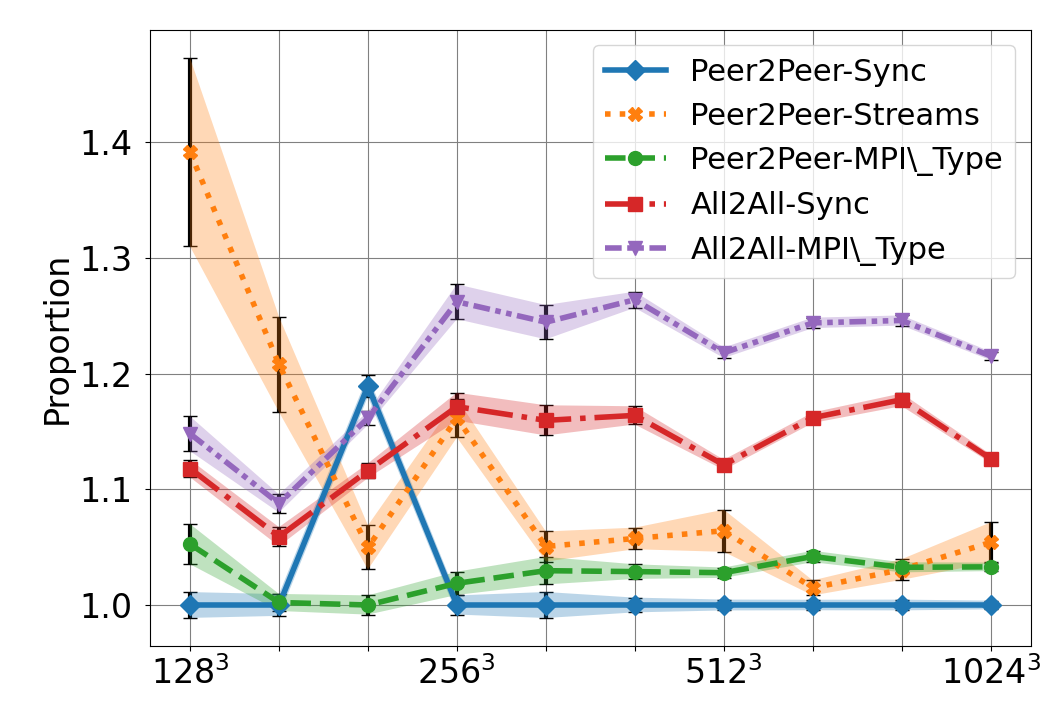 Proportion
1.4
1.3
1.2
1.1
1.0
128³
256³
512³
1024³
Peer2Peer-Sync
Peer2Peer-Streams
Peer2Peer-MPI\_Type
All2All-Sync
All2All-MPI\_Type